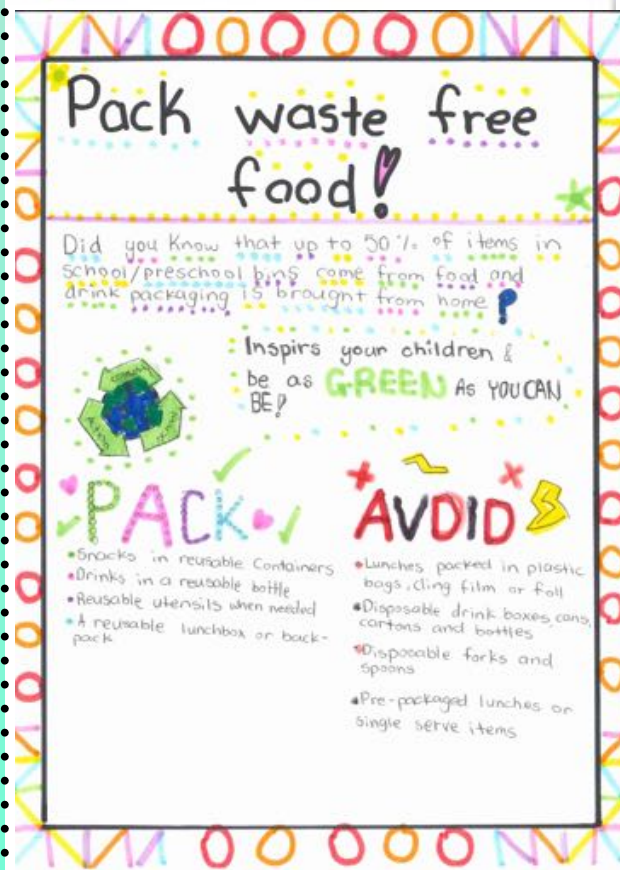 Pack waste free
food!
Did you know that up to 50% of items in
school/preschool bins come from food and
drink packaging is brought from home?
Inspirs your children &
be as GREEN AS YOU CAN
BE!
PACK
• Snacks in reusable Containers
• Drinks in a reusable bottle
• Reusable utensils when needed
• A reusable lunchbox or back-
pack
AVOID
• Lunches packed in plastic
bags, cling film or foil
• Disposable drink boxes, cans,
cartons and bottles
• Disposable forks and
spoons
• Pre-packaged lunches or
single serve items